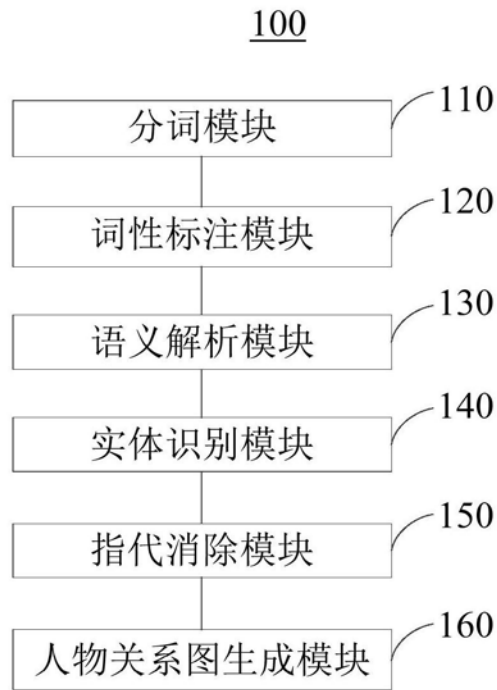 100
110
分词模块
120
词性标注模块
130
语义解析模块
140
实体识别模块
150
指代消除模块
160
人物关系图生成模块